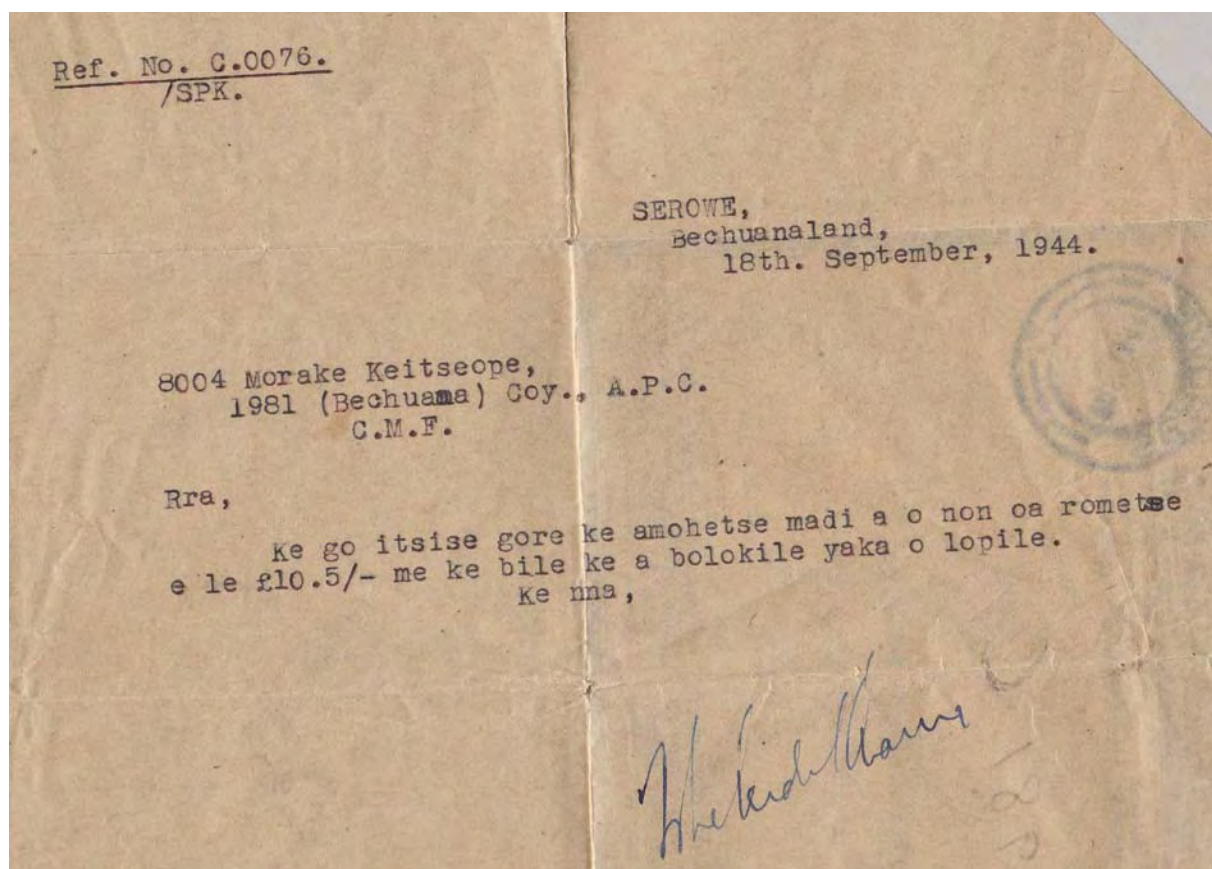 Ref. No. C.0076.
/SPK.
SEROWE,
Bechuanaland,
18th. September, 1944.
8004 Morake Keitseope,
1981 (Bechuana) Coy., A.P.C.
C.M.F.
Rra,
Ke go itsise gore ke amohetse madi a o non oa rometse
e le £10.5/- me ke bile ke a bolokile yaka o lopile.
Ke nna,